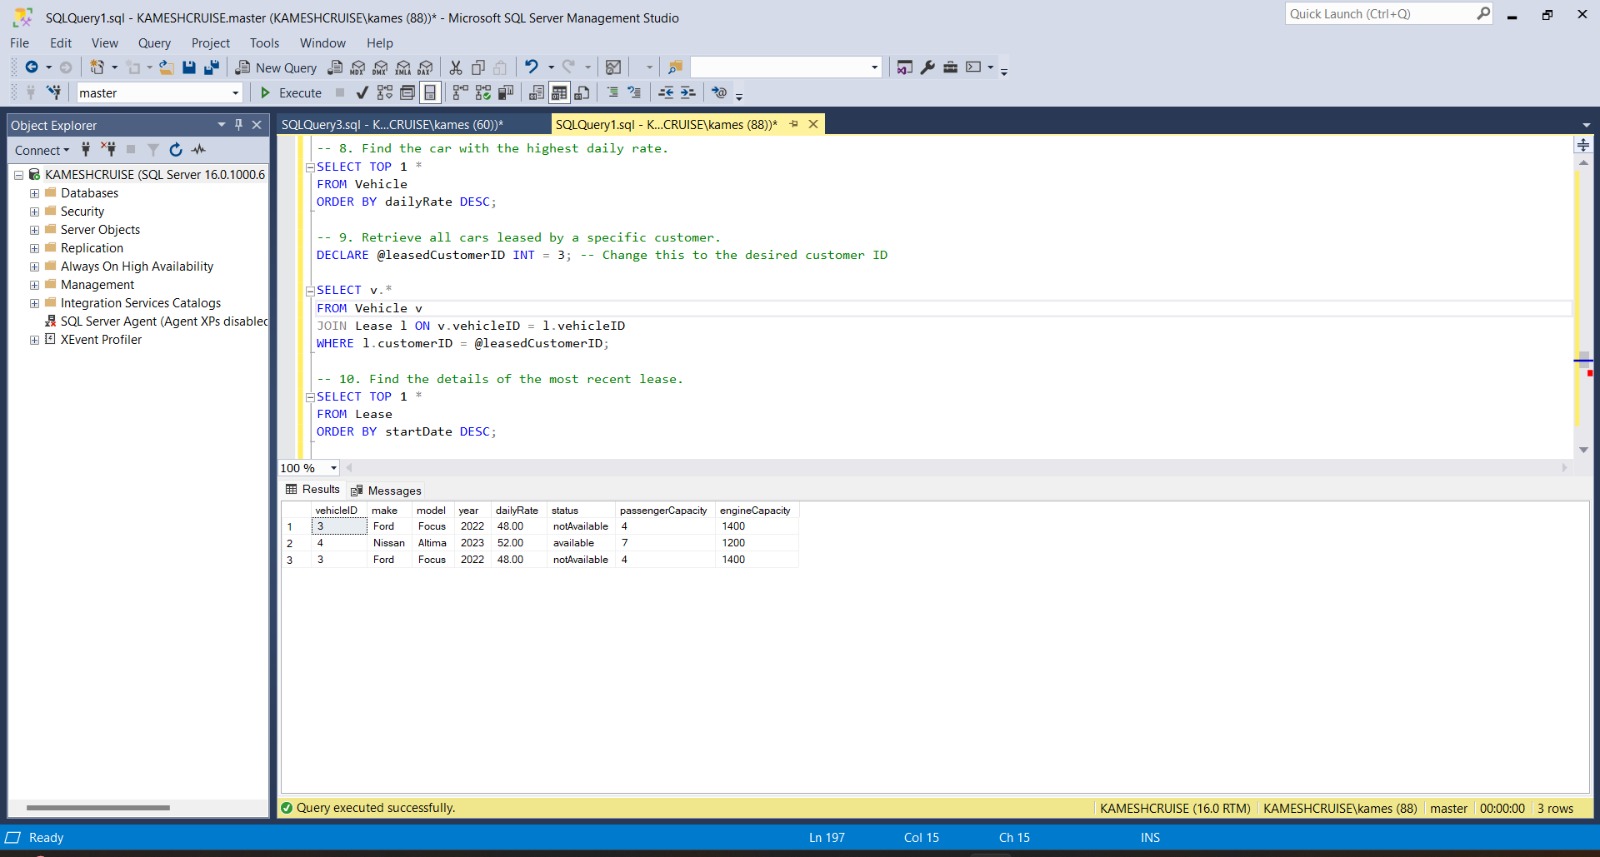 SQLQuery1.sql - KAMESHCRUISE.master (KAMESHCRUISE\kames (88))* - Microsoft SQL Server Management Studio
Quick Launch (Ctrl+Q)
File Edit View Query Project Tools Window Help
New Query MDX DMX XMLA DAX
master Execute
Object Explorer
SQLQuery3.sql - K...CRUISE\kames (60))*
SQLQuery1.sql - K...CRUISE\kames (88))*
Connect
KAMESHCRUISE (SQL Server 16.0.1000.6
Databases
Security
Server Objects
Replication
Always On High Availability
Management
Integration Services Catalogs
SQL Server Agent (Agent XPs disabled
XEvent Profiler
-- 8. Find the car with the highest daily rate.
SELECT TOP 1 *
FROM Vehicle
ORDER BY dailyRate DESC;
-- 9. Retrieve all cars leased by a specific customer.
DECLARE @leasedCustomerID INT = 3; -- Change this to the desired customer ID
SELECT v.*
FROM Vehicle v
JOIN Lease l ON v.vehicleID = l.vehicleID
WHERE l.customerID = @leasedCustomerID;
-- 10. Find the details of the most recent lease.
SELECT TOP 1 *
FROM Lease
ORDER BY startDate DESC;
100 %
Results Messages
vehicleID make model year dailyRate status passengerCapacity engineCapacity
1 3 Ford Focus 2022 48.00 notAvailable 4 1400
2 4 Nissan Altima 2023 52.00 available 7 1200
3 3 Ford Focus 2022 48.00 notAvailable 4 1400
Query executed successfully.
KAMESHCRUISE (16.0 RTM) KAMESHCRUISE\kames (88) master 00:00:00 3 rows
Ready Ln 197 Col 15 Ch 15 INS